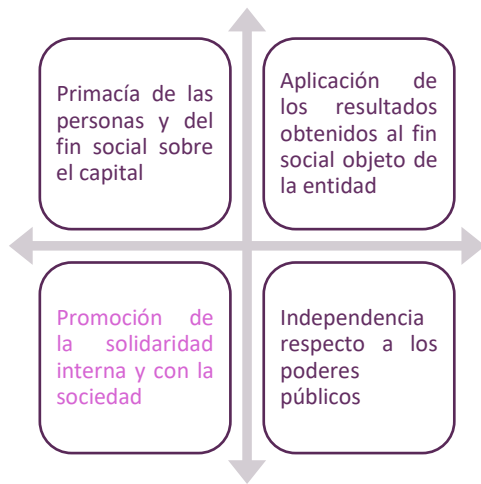 Primacía de las
personas y del
fin social sobre
el capital
Aplicación de
los resultados
obtenidos al fin
social objeto de
la entidad
Promoción de
la solidaridad
interna y con la
sociedad
Independencia
respecto a los
poderes
públicos